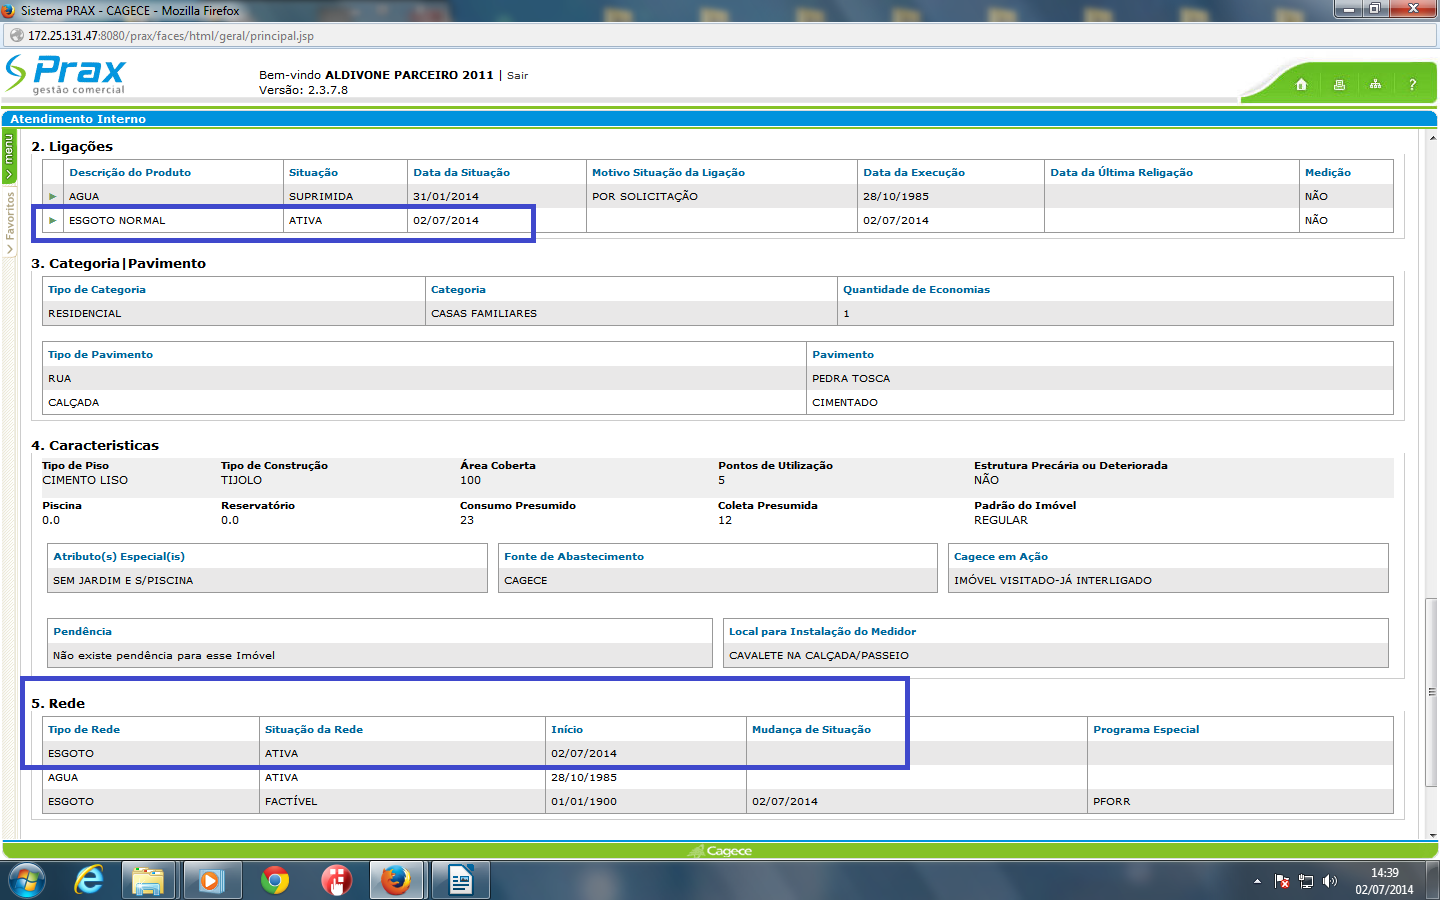 Sistema PRAX - CAGECE - Mozilla Firefox
172.25.131.47:8080/prax/faces/html/geral/principal.jsp
Prax
gestão comercial
Bem-vindo ALDIVONE PARCEIRO 2011 | Sair
Versão: 2.3.7.8
?
Atendimento Interno
menu
Favoritos
2. Ligações
Descrição do Produto Situação Data da Situação Motivo Situação da Ligação Data da Execução Data da Última Religação Medição
AGUA SUPRIMIDA 31/01/2014 POR SOLICITAÇÃO 28/10/1985 NÃO
ESGOTO NORMAL ATIVA 02/07/2014 02/07/2014 NÃO
3. Categoria|Pavimento
Tipo de Categoria Categoria Quantidade de Economias
RESIDENCIAL CASAS FAMILIARES 1
Tipo de Pavimento Pavimento
RUA PEDRA TOSCA
CALÇADA CIMENTADO
4. Caracteristicas
Tipo de Piso Tipo de Construção Área Coberta Pontos de Utilização Estrutura Precária ou Deteriorada
CIMENTO LISO TIJOLO 100 5 NÃO
Piscina Reservatório Consumo Presumido Coleta Presumida Padrão do Imóvel
0.0 0.0 23 12 REGULAR
Atributo(s) Especial(is) Fonte de Abastecimento Cagece em Ação
SEM JARDIM E S/PISCINA CAGECE IMÓVEL VISITADO-JÁ INTERLIGADO
Pendência Local para Instalação do Medidor
Não existe pendência para esse Imóvel CAVALETE NA CALÇADA/PASSEIO
5. Rede
Tipo de Rede Situação da Rede Início Mudança de Situação Programa Especial
ESGOTO ATIVA 02/07/2014
AGUA ATIVA 28/10/1985
ESGOTO FACTÍVEL 01/01/1900 02/07/2014 PFORR
Cagece
14:39
02/07/2014